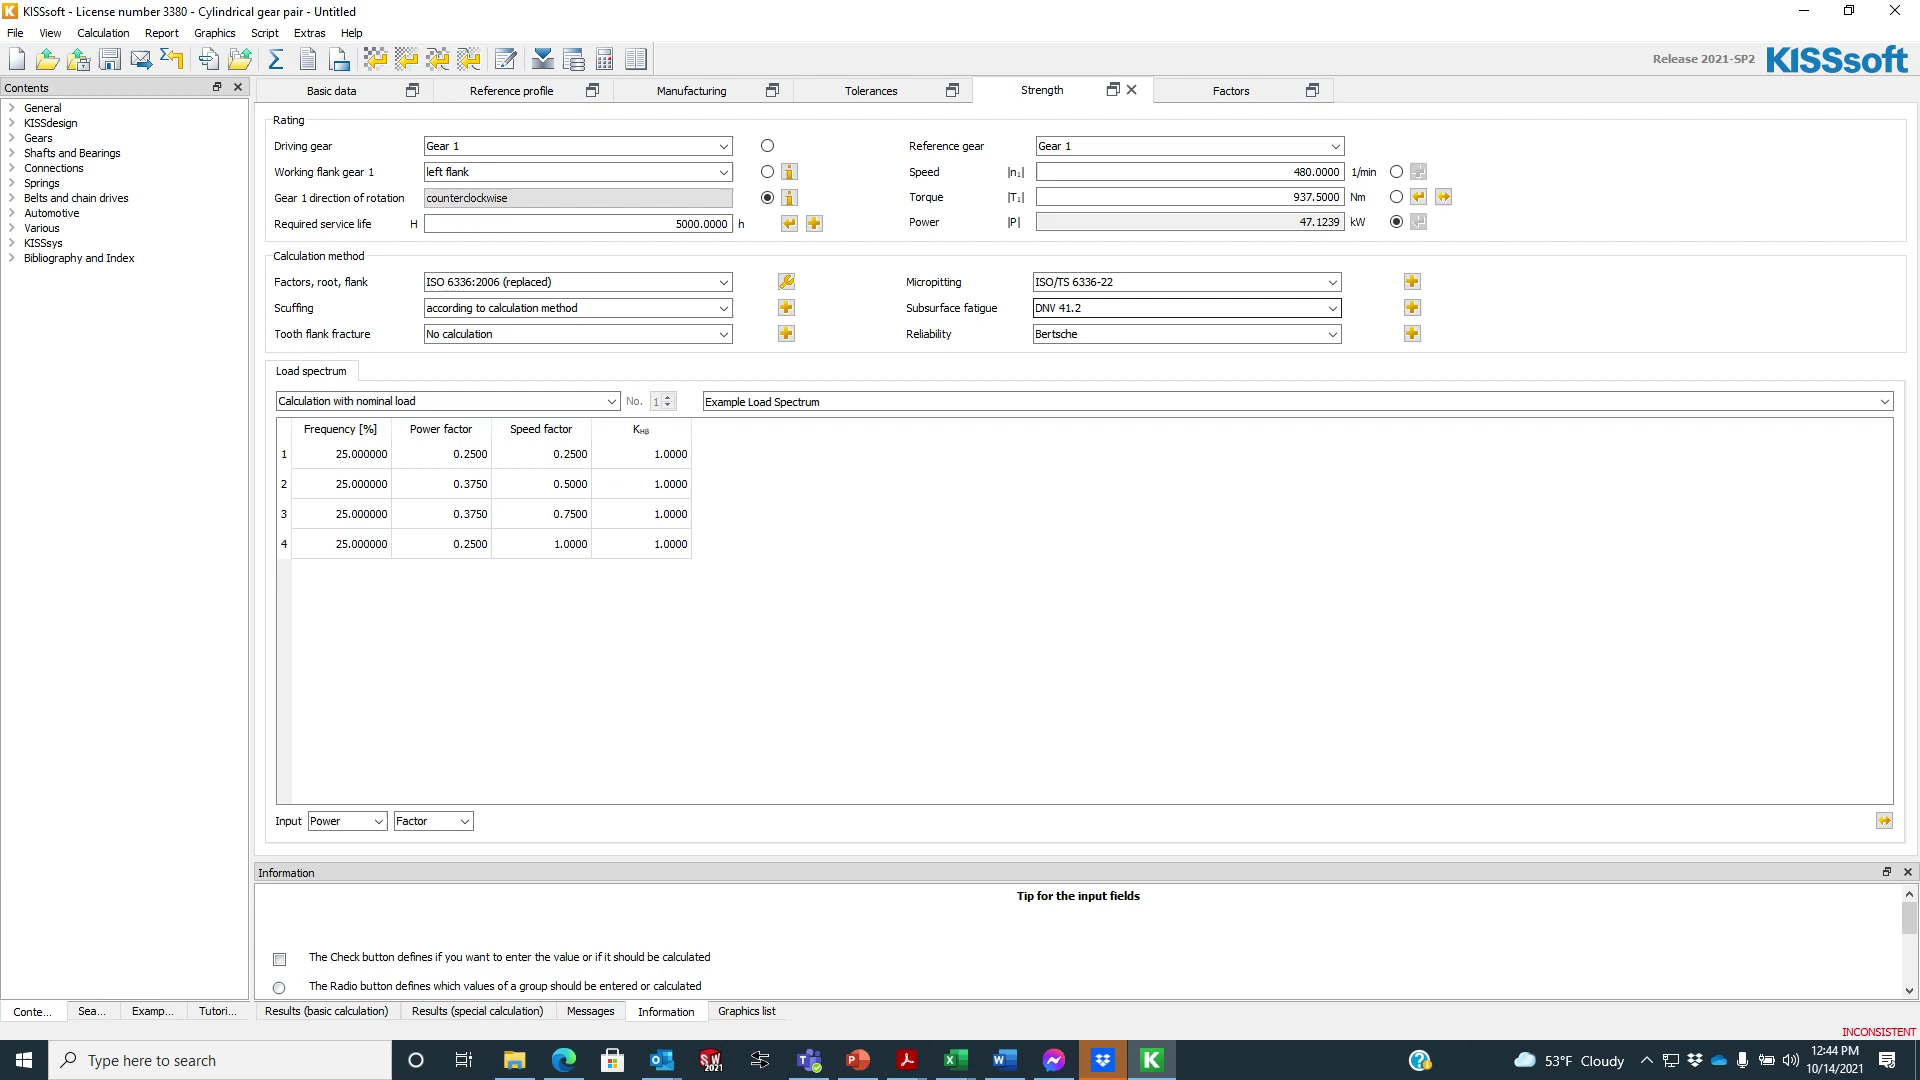 KISSsoft - License number 3380 - Cylindrical gear pair - Untitled
File View Calculation Report Graphics Script Extras Help
Release 2021-SP2 KISSsoft
Contents
General
KISSdesign
Gears
Shafts and Bearings
Connections
Springs
Belts and chain drives
Automotive
Various
KISSsys
Bibliography and Index
Basic data Reference profile Manufacturing Tolerances Strength Factors
Rating
Driving gear Gear 1 Reference gear Gear 1
Working flank gear 1 left flank Speed |n₁| 480.0000 1/min
Gear 1 direction of rotation counterclockwise Torque |T₁| 937.5000 Nm
Required service life H 5000.0000 h Power |P| 47.1239 kW
Calculation method
Factors, root, flank ISO 6336:2006 (replaced) Micropitting ISO/TS 6336-22
Scuffing according to calculation method Subsurface fatigue DNV 41.2
Tooth flank fracture No calculation Reliability Bertsche
Load spectrum
Calculation with nominal load No. 1 Example Load Spectrum
Frequency [%] Power factor Speed factor KHβ
1 25.000000 0.2500 0.2500 1.0000
2 25.000000 0.3750 0.5000 1.0000
3 25.000000 0.3750 0.7500 1.0000
4 25.000000 0.2500 1.0000 1.0000
Input Power Factor
Information
Tip for the input fields
The Check button defines if you want to enter the value or if it should be calculated
The Radio button defines which values of a group should be entered or calculated
Conte... Sea... Examp... Tutori... Results (basic calculation) Results (special calculation) Messages Information Graphics list
INCONSISTENT
Type here to search
53°F Cloudy
12:44 PM
10/14/2021